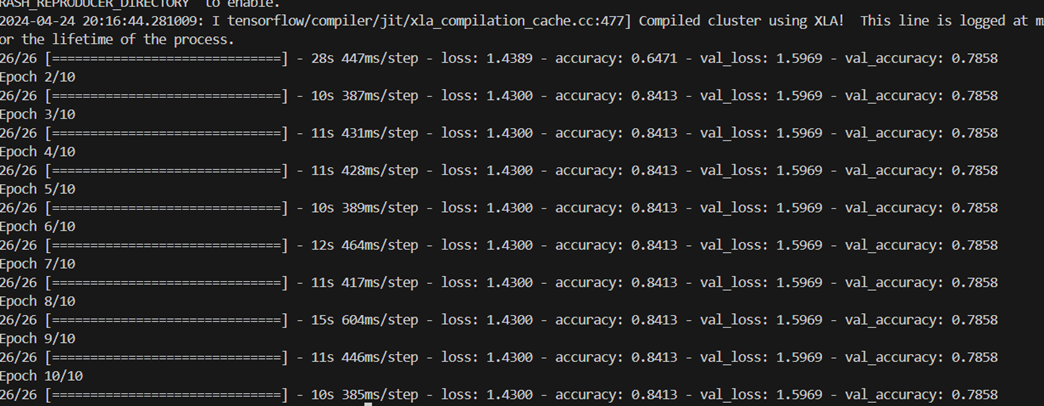 RASH_REPRODUCER_DIRECTORY` to enable.
2024-04-24 20:16:44.281009: I tensorflow/compiler/jit/xla_compilation_cache.cc:477] Compiled cluster using XLA!  This line is logged at m
or the lifetime of the process.
26/26 [==============================] - 28s 447ms/step - loss: 1.4389 - accuracy: 0.6471 - val_loss: 1.5969 - val_accuracy: 0.7858
Epoch 2/10
26/26 [==============================] - 10s 387ms/step - loss: 1.4300 - accuracy: 0.8413 - val_loss: 1.5969 - val_accuracy: 0.7858
Epoch 3/10
26/26 [==============================] - 11s 431ms/step - loss: 1.4300 - accuracy: 0.8413 - val_loss: 1.5969 - val_accuracy: 0.7858
Epoch 4/10
26/26 [==============================] - 11s 428ms/step - loss: 1.4300 - accuracy: 0.8413 - val_loss: 1.5969 - val_accuracy: 0.7858
Epoch 5/10
26/26 [==============================] - 10s 389ms/step - loss: 1.4300 - accuracy: 0.8413 - val_loss: 1.5969 - val_accuracy: 0.7858
Epoch 6/10
26/26 [==============================] - 12s 464ms/step - loss: 1.4300 - accuracy: 0.8413 - val_loss: 1.5969 - val_accuracy: 0.7858
Epoch 7/10
26/26 [==============================] - 11s 417ms/step - loss: 1.4300 - accuracy: 0.8413 - val_loss: 1.5969 - val_accuracy: 0.7858
Epoch 8/10
26/26 [==============================] - 15s 604ms/step - loss: 1.4300 - accuracy: 0.8413 - val_loss: 1.5969 - val_accuracy: 0.7858
Epoch 9/10
26/26 [==============================] - 11s 446ms/step - loss: 1.4300 - accuracy: 0.8413 - val_loss: 1.5969 - val_accuracy: 0.7858
Epoch 10/10
26/26 [==============================] - 10s 385ms/step - loss: 1.4300 - accuracy: 0.8413 - val_loss: 1.5969 - val_accuracy: 0.7858